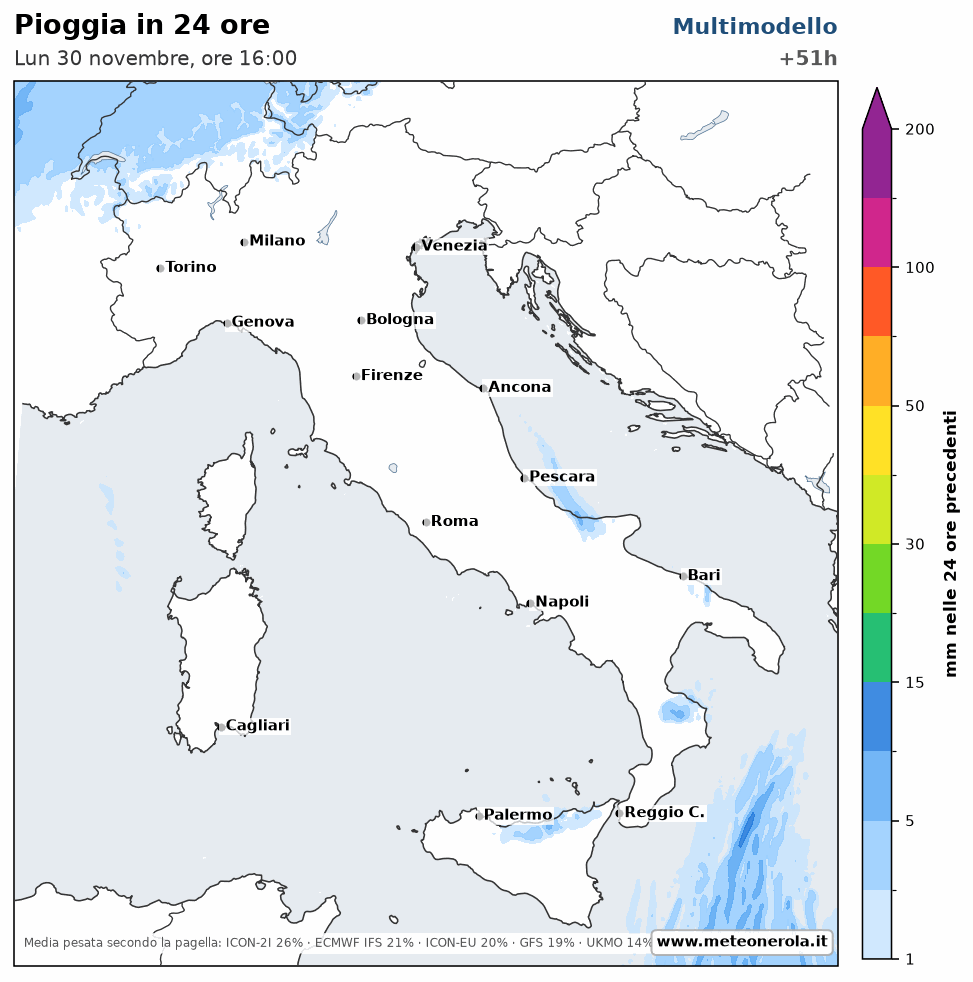 Pioggia in 24 ore
Multimodello
Lun 30 novembre, ore 16:00
+51h
Milano
Venezia
Torino
Genova
Bologna
Firenze
Ancona
Pescara
Roma
Bari
Napoli
Cagliari
Palermo
Reggio C.
200
100
50
30
15
5
1
mm nelle 24 ore precedenti
Media pesata secondo la pagella: ICON-2I 26% · ECMWF IFS 21% · ICON-EU 20% · GFS 19% · UKMO 14%
www.meteonerola.it